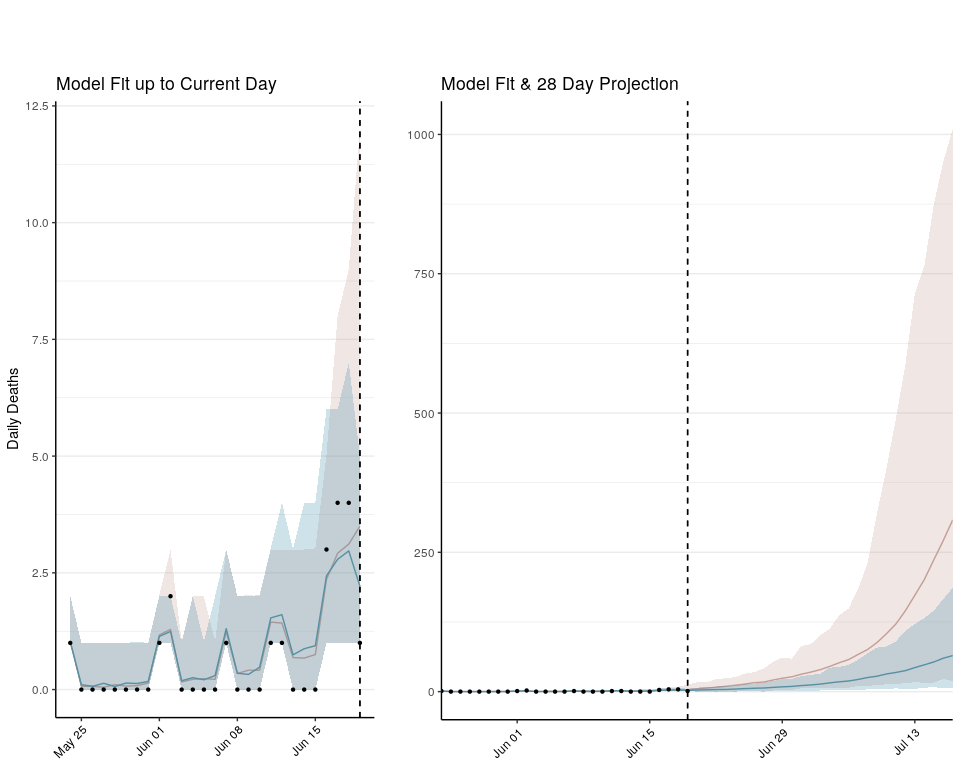 Model Fit up to Current Day
Daily Deaths
12.5
10.0
7.5
5.0
2.5
0.0
May 25
Jun 01
Jun 08
Jun 15
Model Fit & 28 Day Projection
1000
750
500
250
0
Jun 01
Jun 15
Jun 29
Jul 13